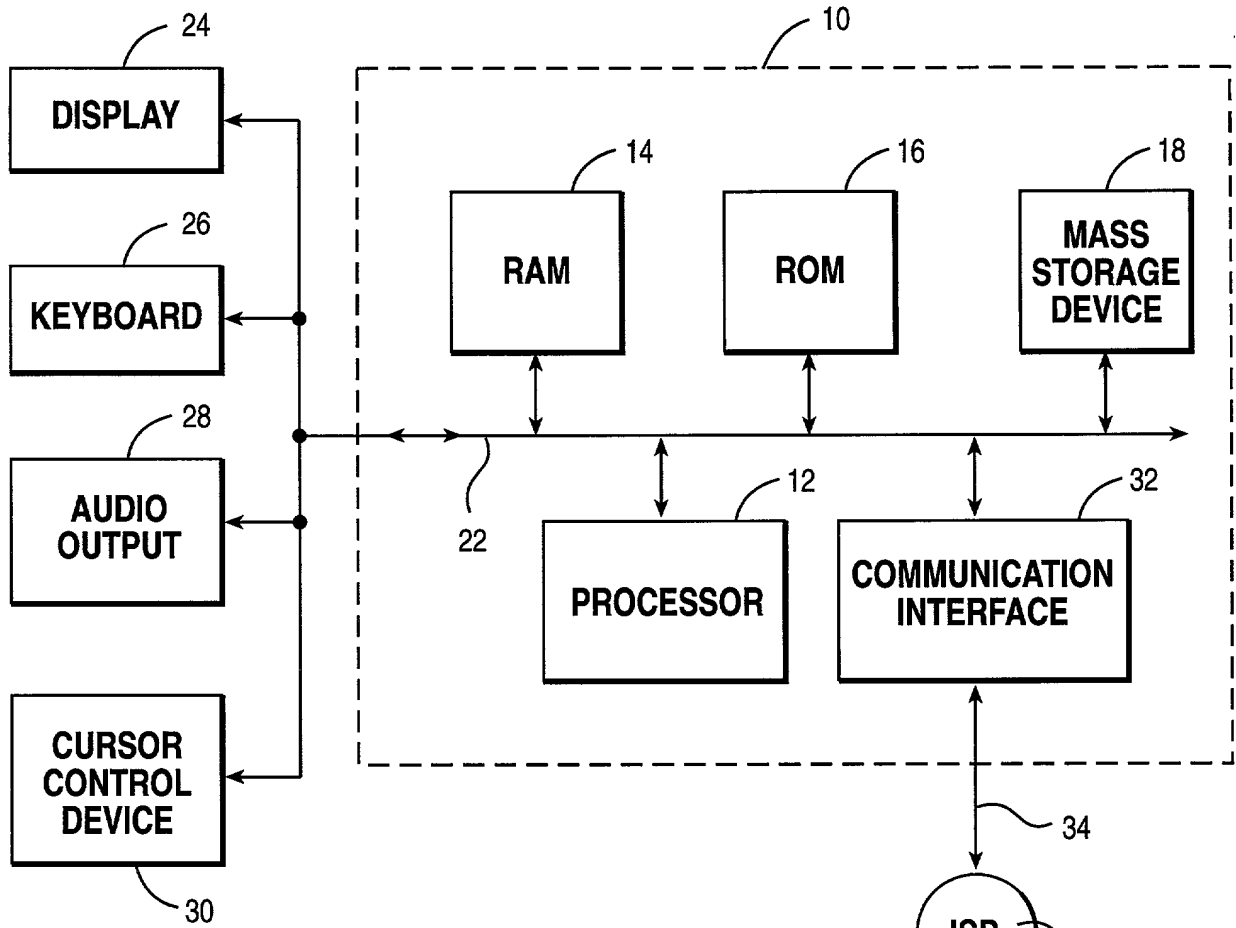 24
10
DISPLAY
14
16
18
RAM
ROM
MASS
STORAGE
DEVICE
26
KEYBOARD
28
AUDIO
OUTPUT
22
12
32
PROCESSOR
COMMUNICATION
INTERFACE
CURSOR
CONTROL
DEVICE
30
34